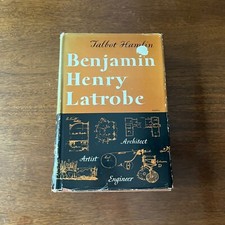 Talbot Hamlin
Benjamin
Henry
Latrobe
Architect
Artist
Engineer